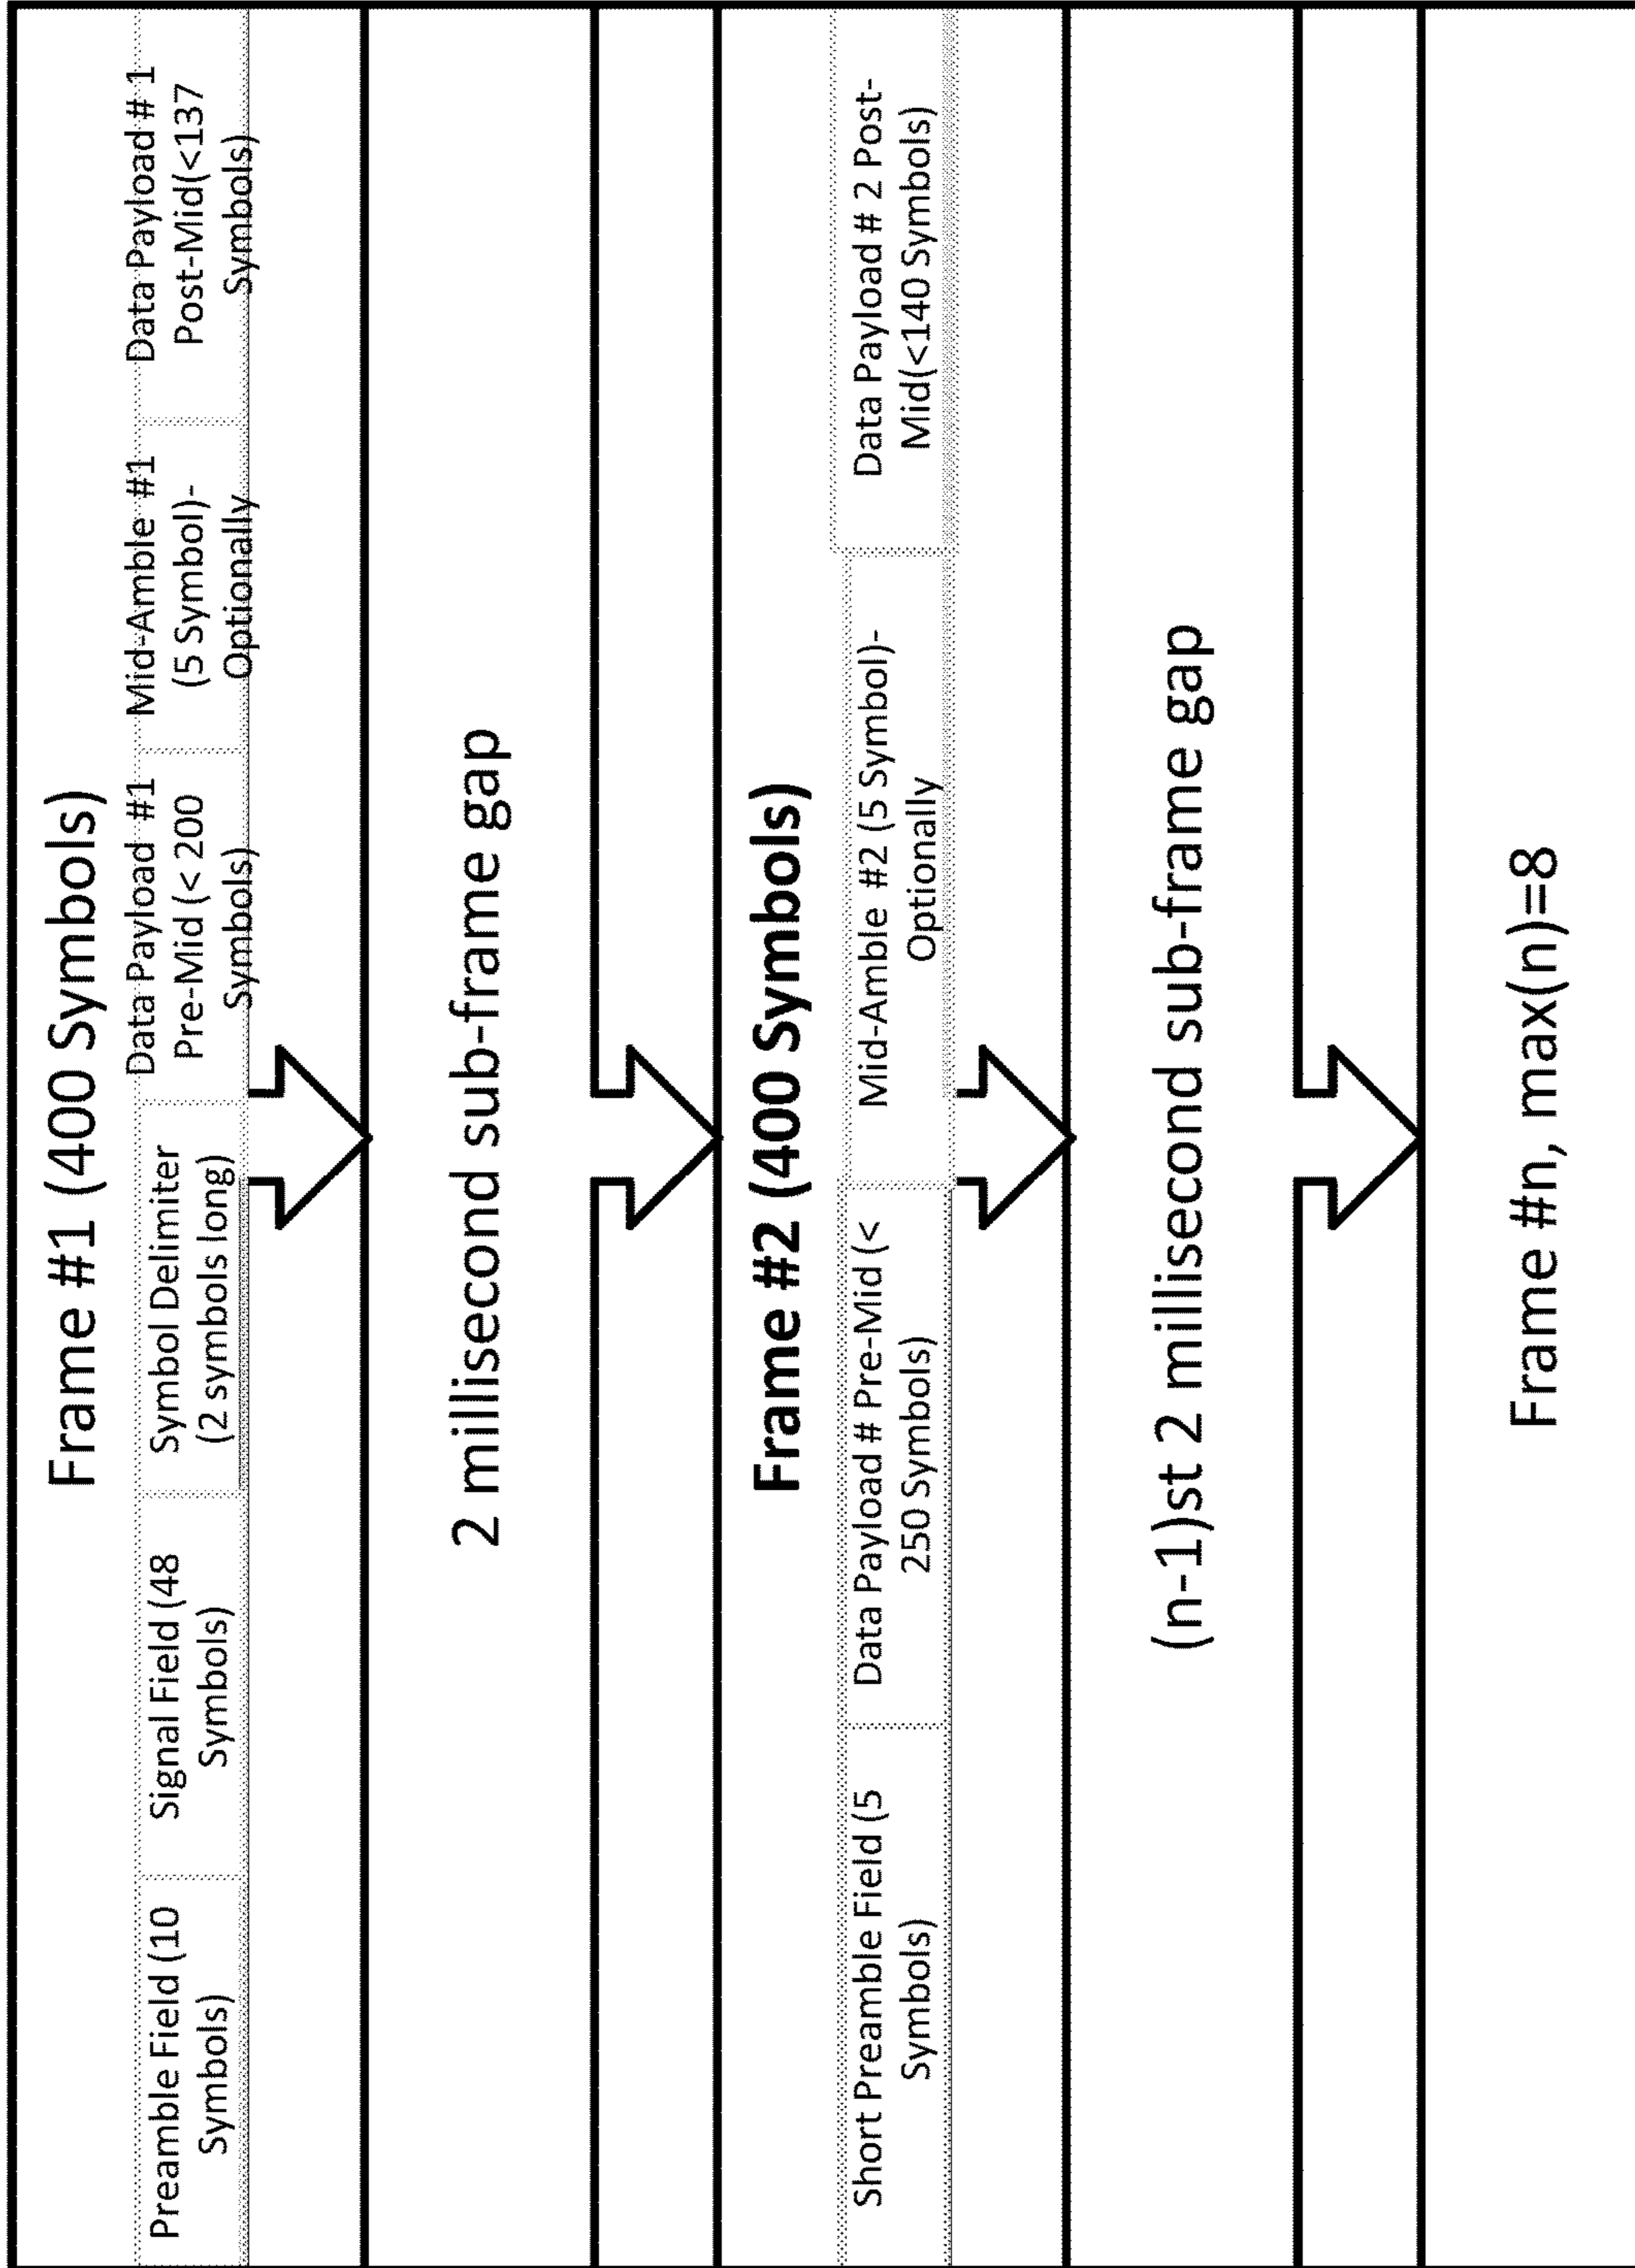 Frame #1 (400 Symbols)
Preamble Field (10
Symbols)
Signal Field (48
Symbols)
Symbol Delimiter
(2 symbols long)
Data Payload #1
Pre-Mid (< 200
Symbols)
Mid-Amble #1
(5 Symbol)-
Optionally
Data Payload # 1
Post-Mid(<137
Symbols)
2 millisecond sub-frame gap
Frame #2 (400 Symbols)
Short Preamble Field (5
Symbols)
Data Payload # Pre-Mid (<
250 Symbols)
Mid-Amble #2 (5 Symbol)-
Optionally
Data Payload # 2 Post-
Mid(<140 Symbols)
(n-1)st 2 millisecond sub-frame gap
Frame #n, max(n)=8